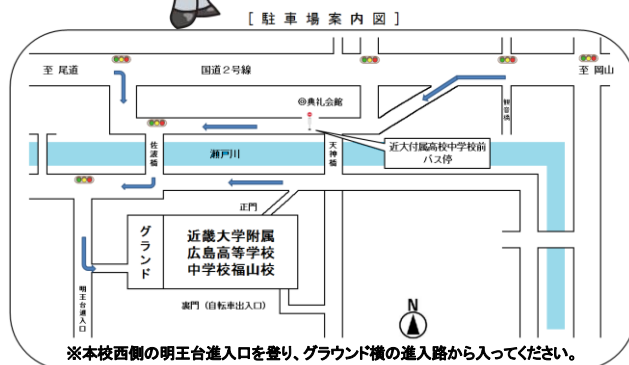 [駐車場案内図]
至 尾道
国道2号線
至 岡山
◎典礼会館
観音橋
佐波橋
瀬戸川
天神橋
近大付属高校中学校前
バス停
正門
グランド
近畿大学附属
広島高等学校
中学校福山校
明王台進入口
裏門(自転車出入口)
N
※本校西側の明王台進入口を登り、グラウンド横の進入路から入ってください。